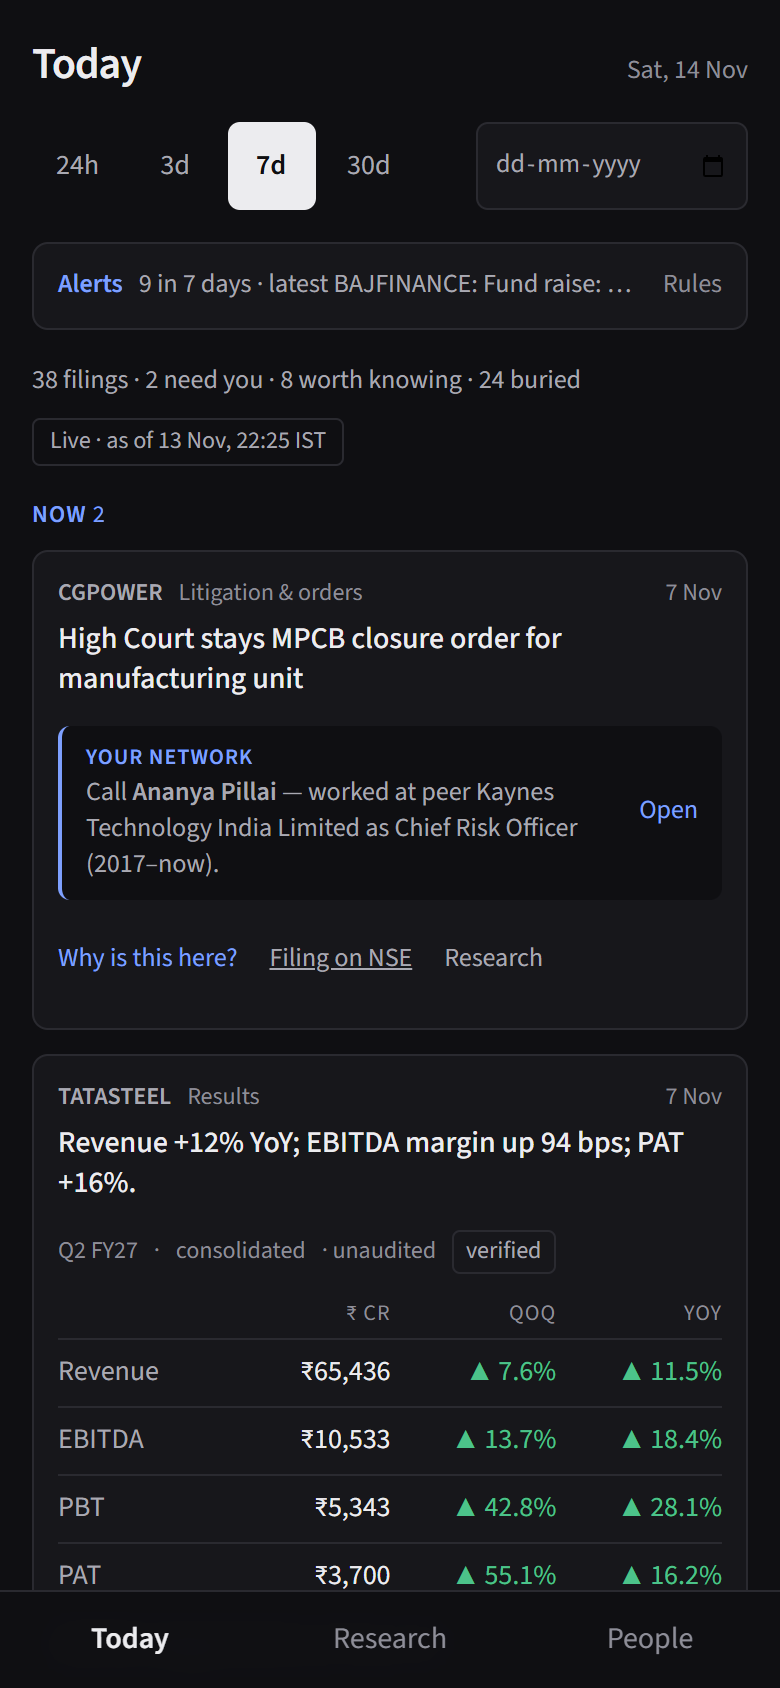 Today
Sat, 14 Nov
24h 3d 7d 30d
dd-mm-yyyy
Alerts 9 in 7 days · latest BAJFINANCE: Fund raise: … Rules
38 filings · 2 need you · 8 worth knowing · 24 buried
Live · as of 13 Nov, 22:25 IST
NOW 2
CGPOWER Litigation & orders 7 Nov
High Court stays MPCB closure order for
manufacturing unit
YOUR NETWORK
Call Ananya Pillai — worked at peer Kaynes
Technology India Limited as Chief Risk Officer
(2017–now).
Open
Why is this here? Filing on NSE Research
TATASTEEL Results 7 Nov
Revenue +12% YoY; EBITDA margin up 94 bps; PAT
+16%.
Q2 FY27 · consolidated · unaudited verified
₹ CR QOQ YOY
Revenue ₹65,436 ▲ 7.6% ▲ 11.5%
EBITDA ₹10,533 ▲ 13.7% ▲ 18.4%
PBT ₹5,343 ▲ 42.8% ▲ 28.1%
PAT ₹3,700 ▲ 55.1% ▲ 16.2%
Today Research People